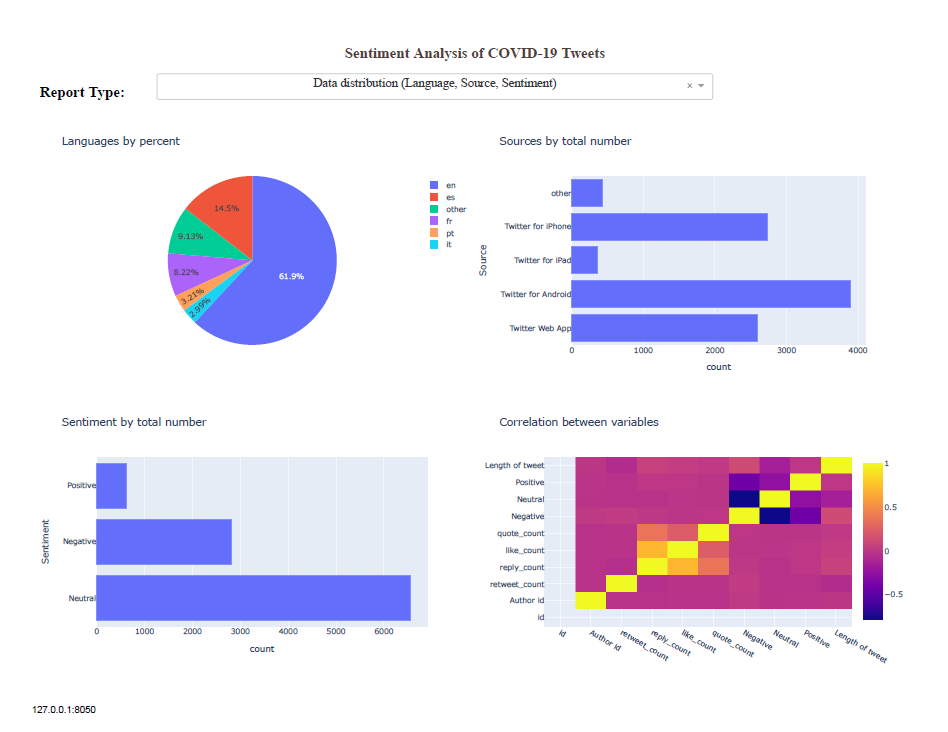 Sentiment Analysis of COVID-19 Tweets
Report Type:
Data distribution (Language, Source, Sentiment)
× 
Languages by percent
61.9%
14.5%
9.13%
8.22%
3.21%
2.99%
en
es
other
fr
pt
it
Sources by total number
Source
other
Twitter for iPhone
Twitter for iPad
Twitter for Android
Twitter Web App
0 1000 2000 3000 4000
count
Sentiment by total number
Sentiment
Positive
Negative
Neutral
0 1000 2000 3000 4000 5000 6000
count
Correlation between variables
Length of tweet
Positive
Neutral
Negative
quote_count
like_count
reply_count
retweet_count
Author id
id
id Author id retweet_count reply_count like_count quote_count Negative Neutral Positive Length of tweet
1
0.5
0
−0.5
127.0.0.1:8050